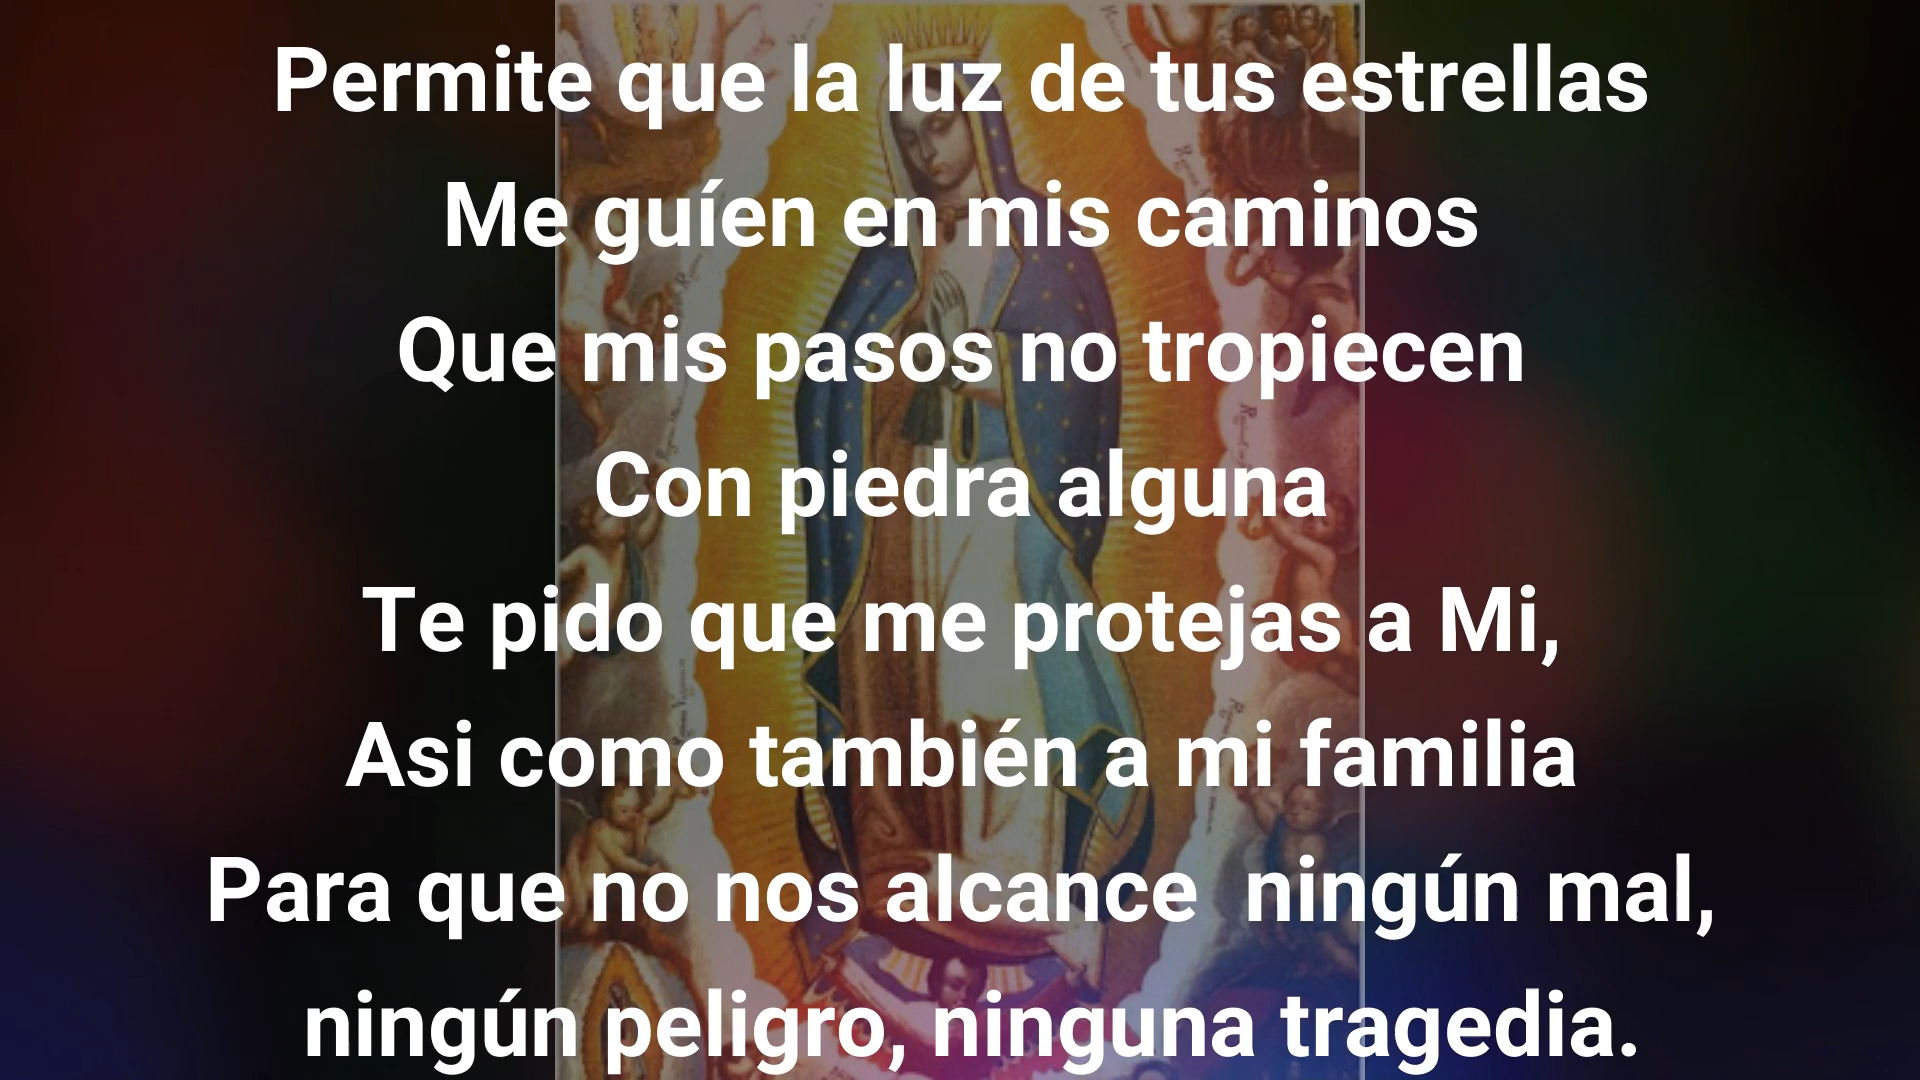 Permite que la luz de tus estrellas
Me guíen en mis caminos
Que mis pasos no tropiecen
Con piedra alguna
Te pido que me protejas a Mi,
Asi como también a mi familia
Para que no nos alcance  ningún mal,
ningún peligro, ninguna tragedia.